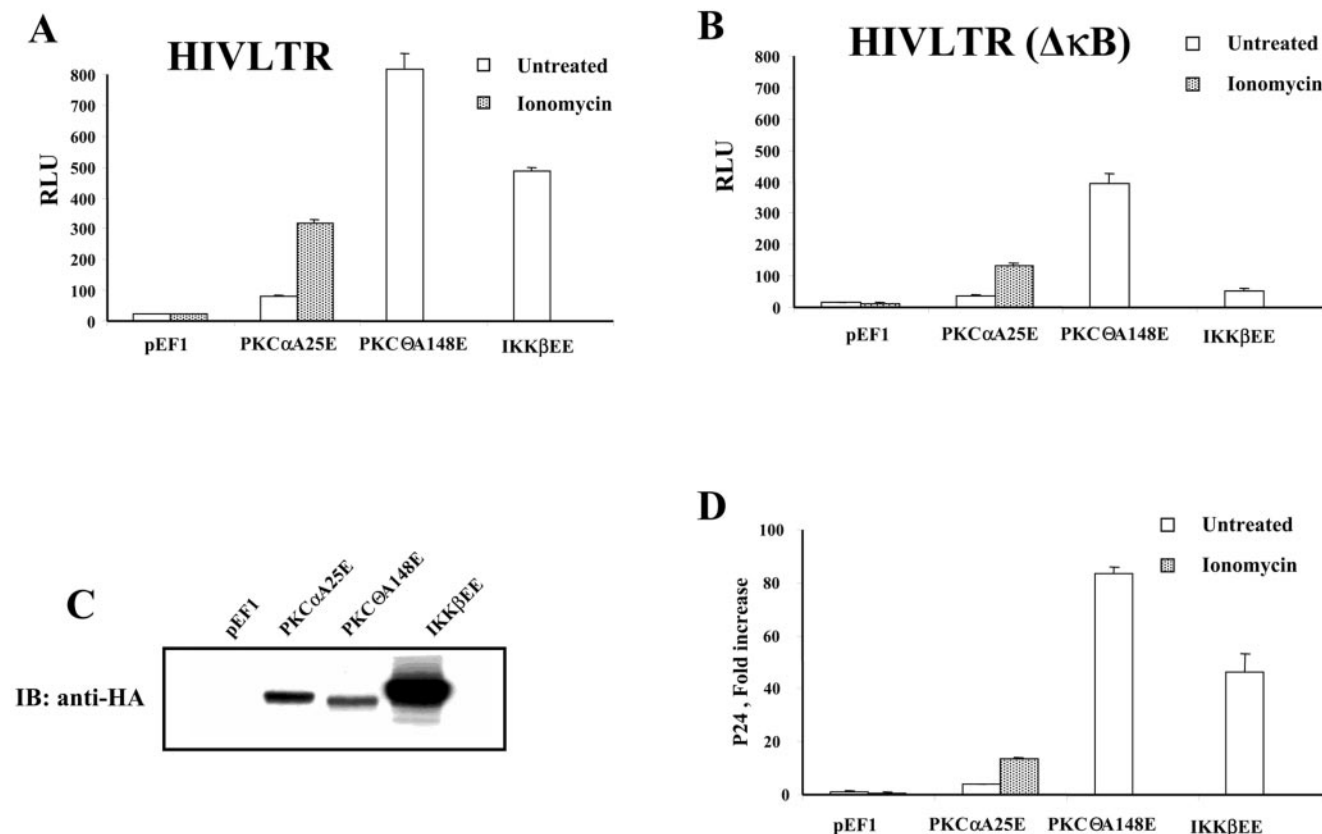 A
HIVLTR
Untreated
Ionomycin
RLU
800
700
600
500
400
300
200
100
0
pEF1
PKCαA25E
PKCΘA148E
IKKβEE
B
HIVLTR (ΔκB)
Untreated
Ionomycin
RLU
800
700
600
500
400
300
200
100
0
pEF1
PKCαA25E
PKCΘA148E
IKKβEE
C
pEF1
PKCαA25E
PKCΘA148E
IKKβEE
IB: anti-HA
D
Untreated
Ionomycin
P24 , Fold increase
100
80
60
40
20
0
pEF1
PKCαA25E
PKCΘA148E
IKKβEE